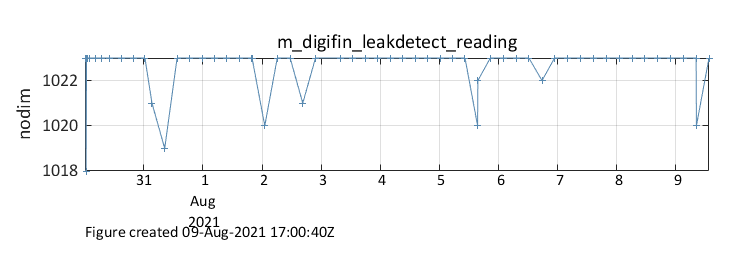 m_digifin_leakdetect_reading
nodim
1022
1020
1018
31 1 2 3 4 5 6 7 8 9
Aug
2021
Figure created 09-Aug-2021 17:00:40Z